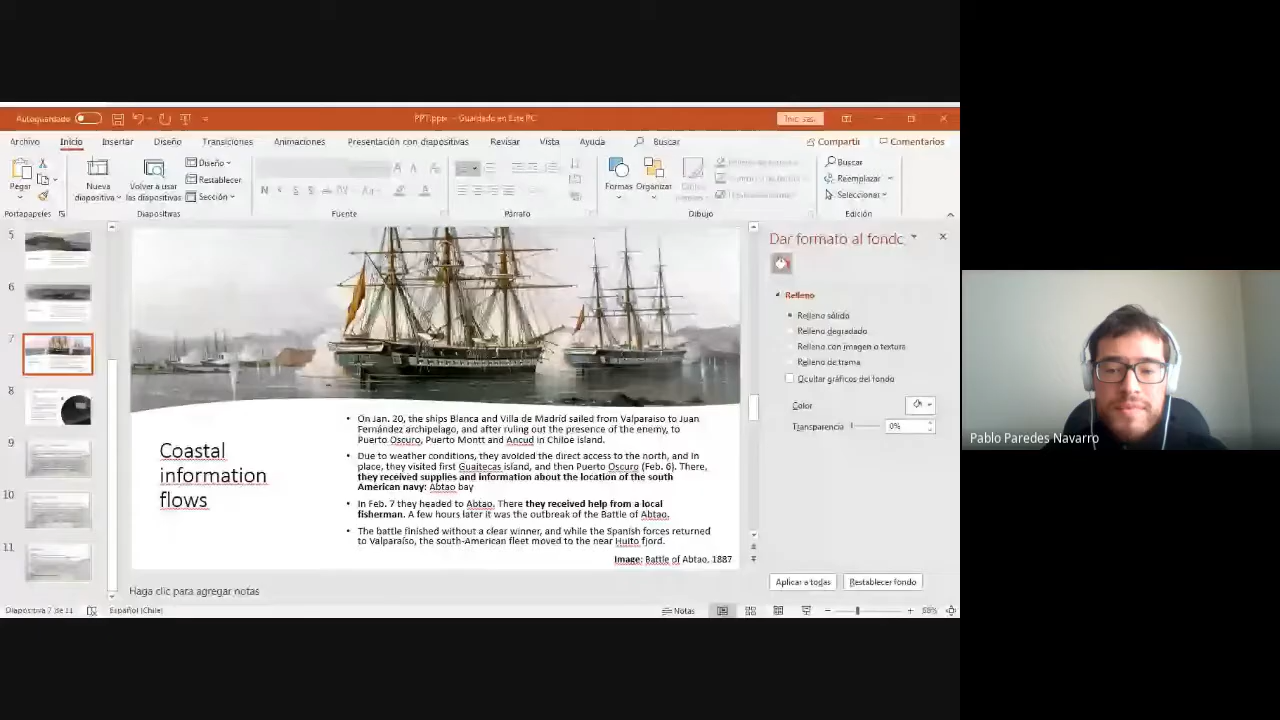 Autoguardado
PPT.pptx – Guardado en Este PC
Inic. ses.
Archivo Inicio Insertar Diseño Transiciones Animaciones Presentación con diapositivas Revisar Vista Ayuda Buscar Compartir Comentarios
Pegar
Nueva diapositiva
Volver a usar las diapositivas
Diseño
Restablecer
Sección
Formas
Organizar
Buscar
Reemplazar
Seleccionar
Portapapeles Diapositivas Fuente Párrafo Dibujo Edición
5
6
7
8
9
10
11
Coastal
information
flows
• On Jan. 20, the ships Blanca and Villa de Madrid sailed from Valparaiso to Juan
Fernández archipelago, and after ruling out the presence of the enemy, to
Puerto Oscuro, Puerto Montt and Ancud in Chiloe island.
• Due to weather conditions, they avoided the direct access to the north, and in
place, they visited first Guaitecas island, and then Puerto Oscuro (Feb. 6). There,
they received supplies and information about the location of the south
American navy: Abtao bay
• In Feb. 7 they headed to Abtao. There they received help from a local
fisherman. A few hours later it was the outbreak of the Battle of Abtao.
• The battle finished without a clear winner, and while the Spanish forces returned
to Valparaíso, the south-American fleet moved to the near Huito fjord.
Image: Battle of Abtao, 1887
Haga clic para agregar notas
Dar formato al fondo
Relleno
Relleno sólido
Relleno degradado
Relleno con imagen o textura
Relleno de trama
Ocultar gráficos del fondo
Color
Transparencia 0%
Aplicar a todas Restablecer fondo
Diapositiva 7 de 11 Español (Chile) Notas
Pablo Paredes Navarro